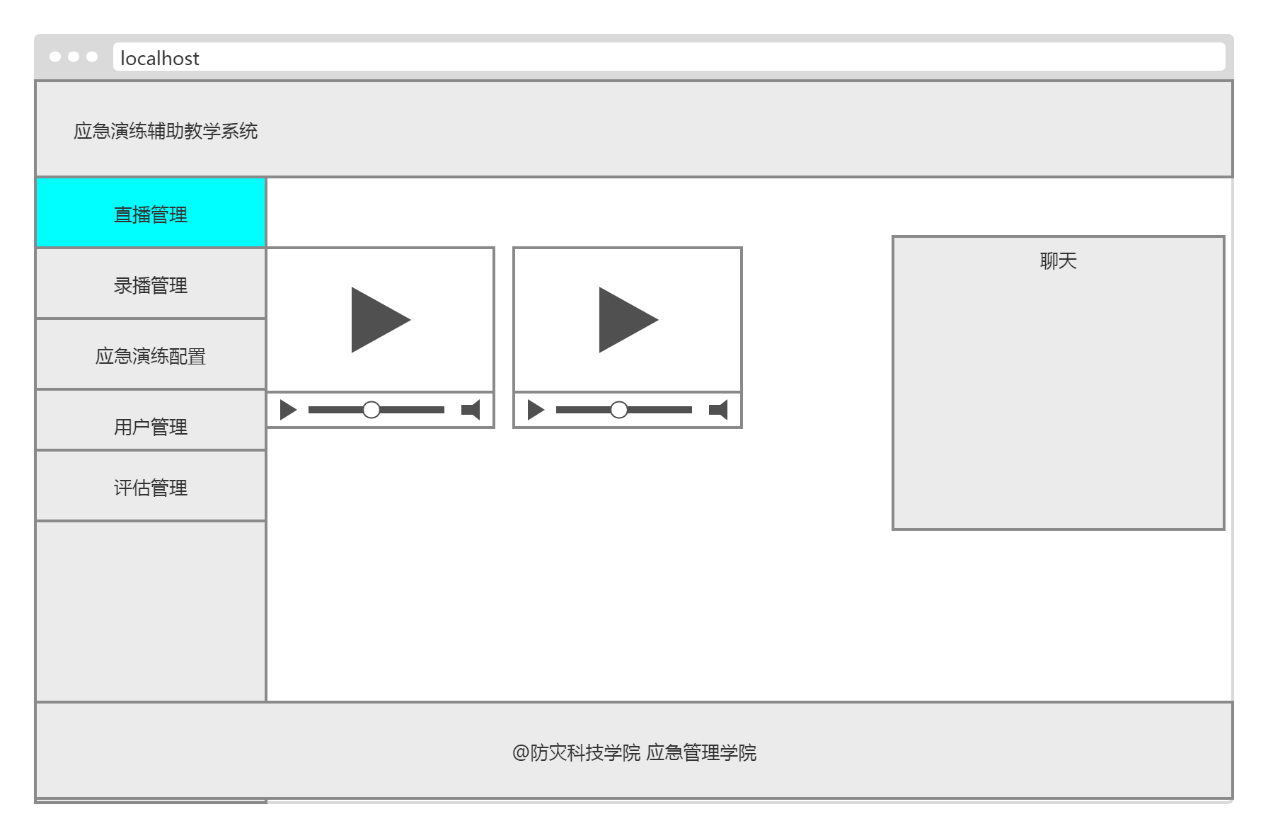 localhost
应急演练辅助教学系统
直播管理
录播管理
应急演练配置
用户管理
评估管理
聊天
@防灾科技学院 应急管理学院